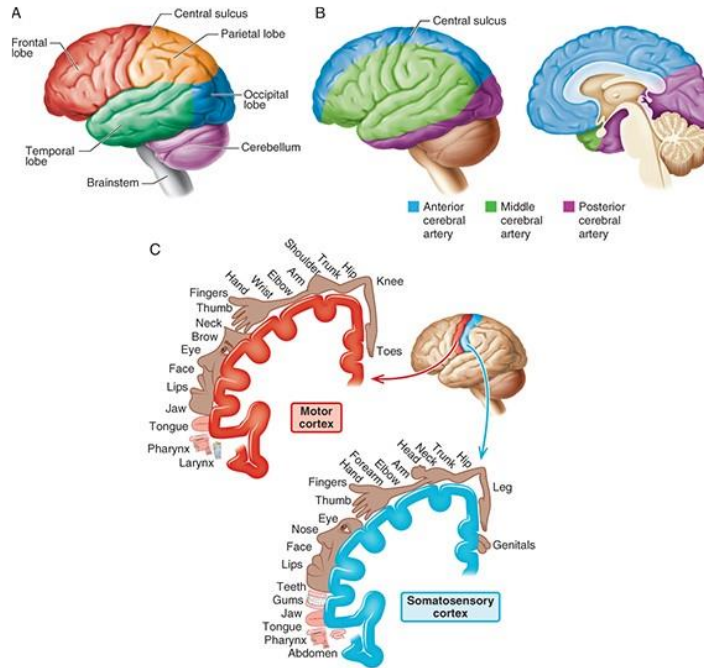 A
Central sulcus
Parietal lobe
Frontal
lobe
Occipital
lobe
Temporal
lobe
Cerebellum
Brainstem
B
Central sulcus
Anterior
cerebral
artery
Middle
cerebral
artery
Posterior
cerebral
artery
C
Toes
Knee
Hip
Trunk
Shoulder
Arm
Elbow
Wrist
Hand
Fingers
Thumb
Neck
Brow
Eye
Face
Lips
Jaw
Tongue
Pharynx
Larynx
Motor
cortex
Genitals
Leg
Hip
Trunk
Neck
Head
Arm
Elbow
Forearm
Hand
Fingers
Thumb
Eye
Nose
Face
Lips
Teeth
Gums
Jaw
Tongue
Pharynx
Abdomen
Somatosensory
cortex